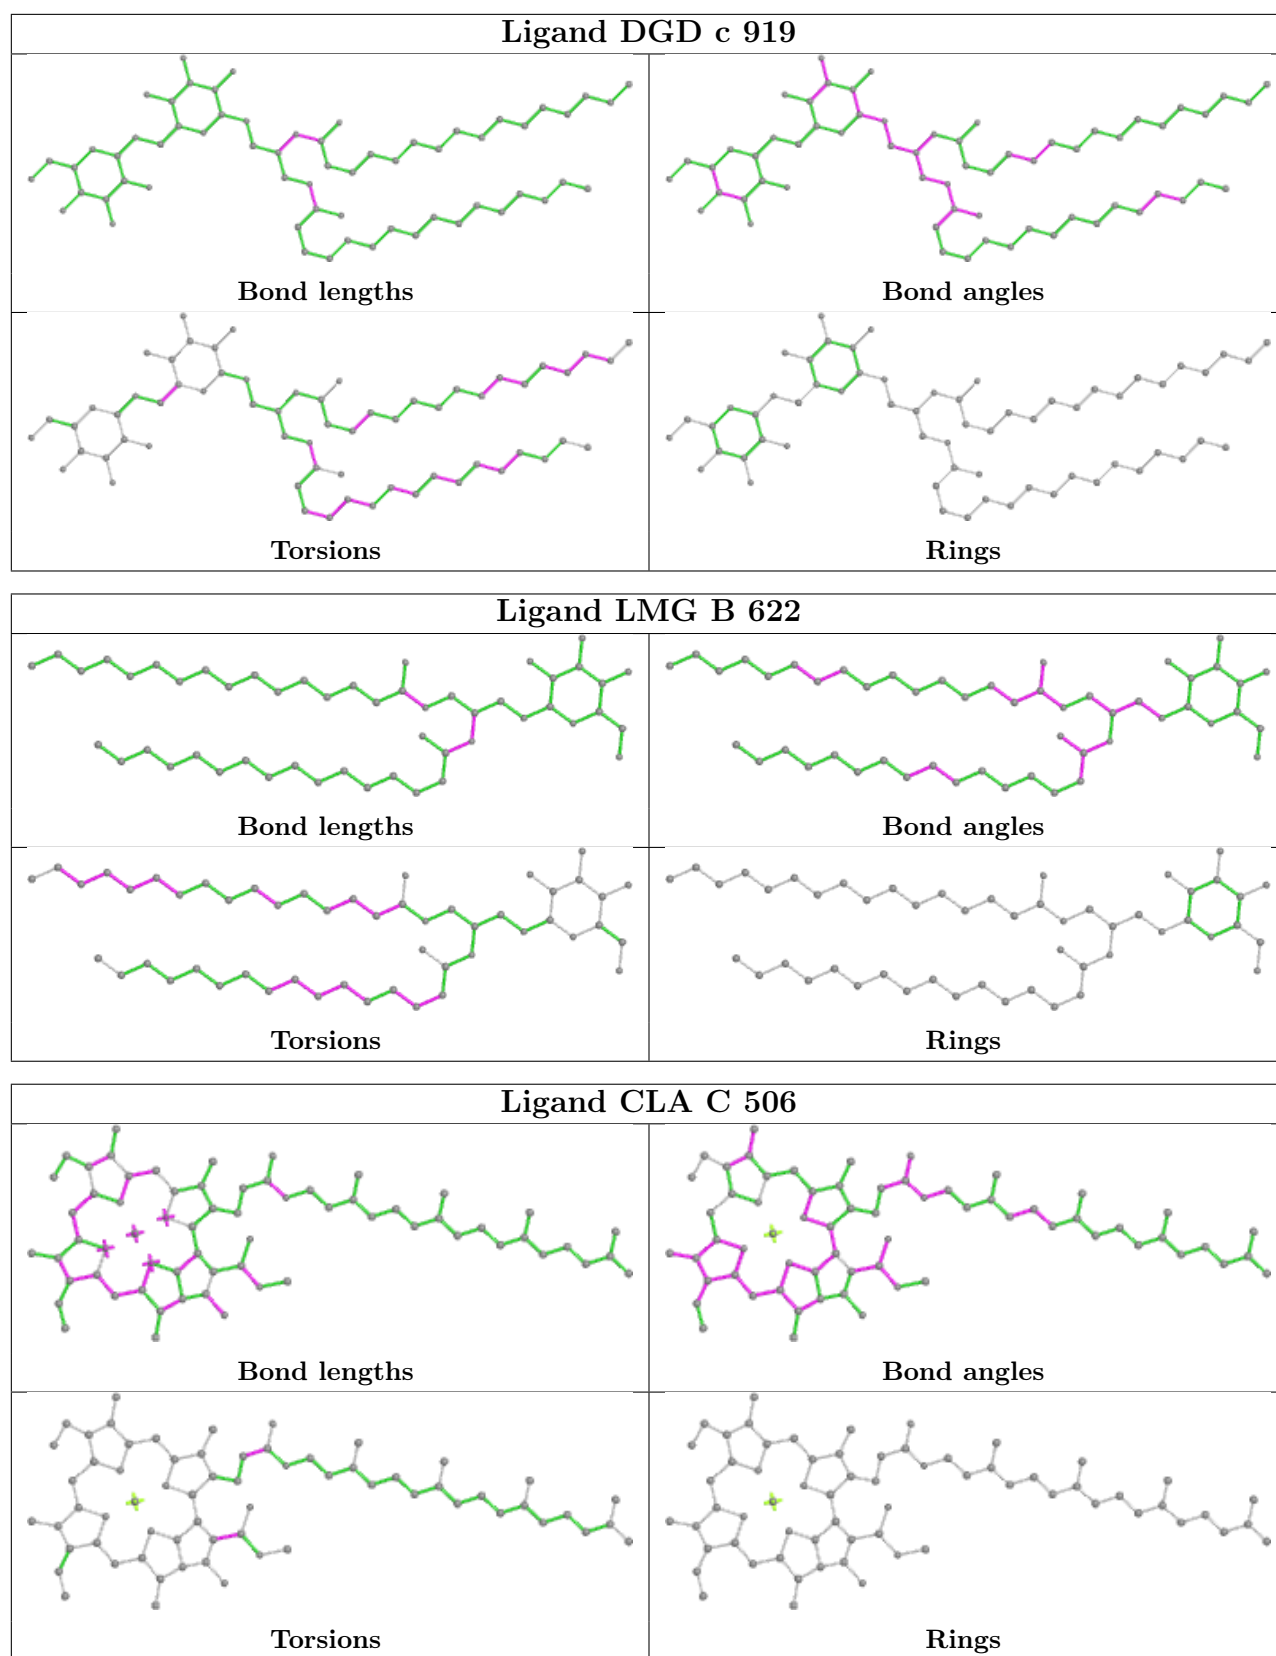 Ligand DGD c 919
Bond lengths
Bond angles
Torsions
Rings
Ligand LMG B 622
Bond lengths
Bond angles
Torsions
Rings
Ligand CLA C 506
Bond lengths
Bond angles
Torsions
Rings